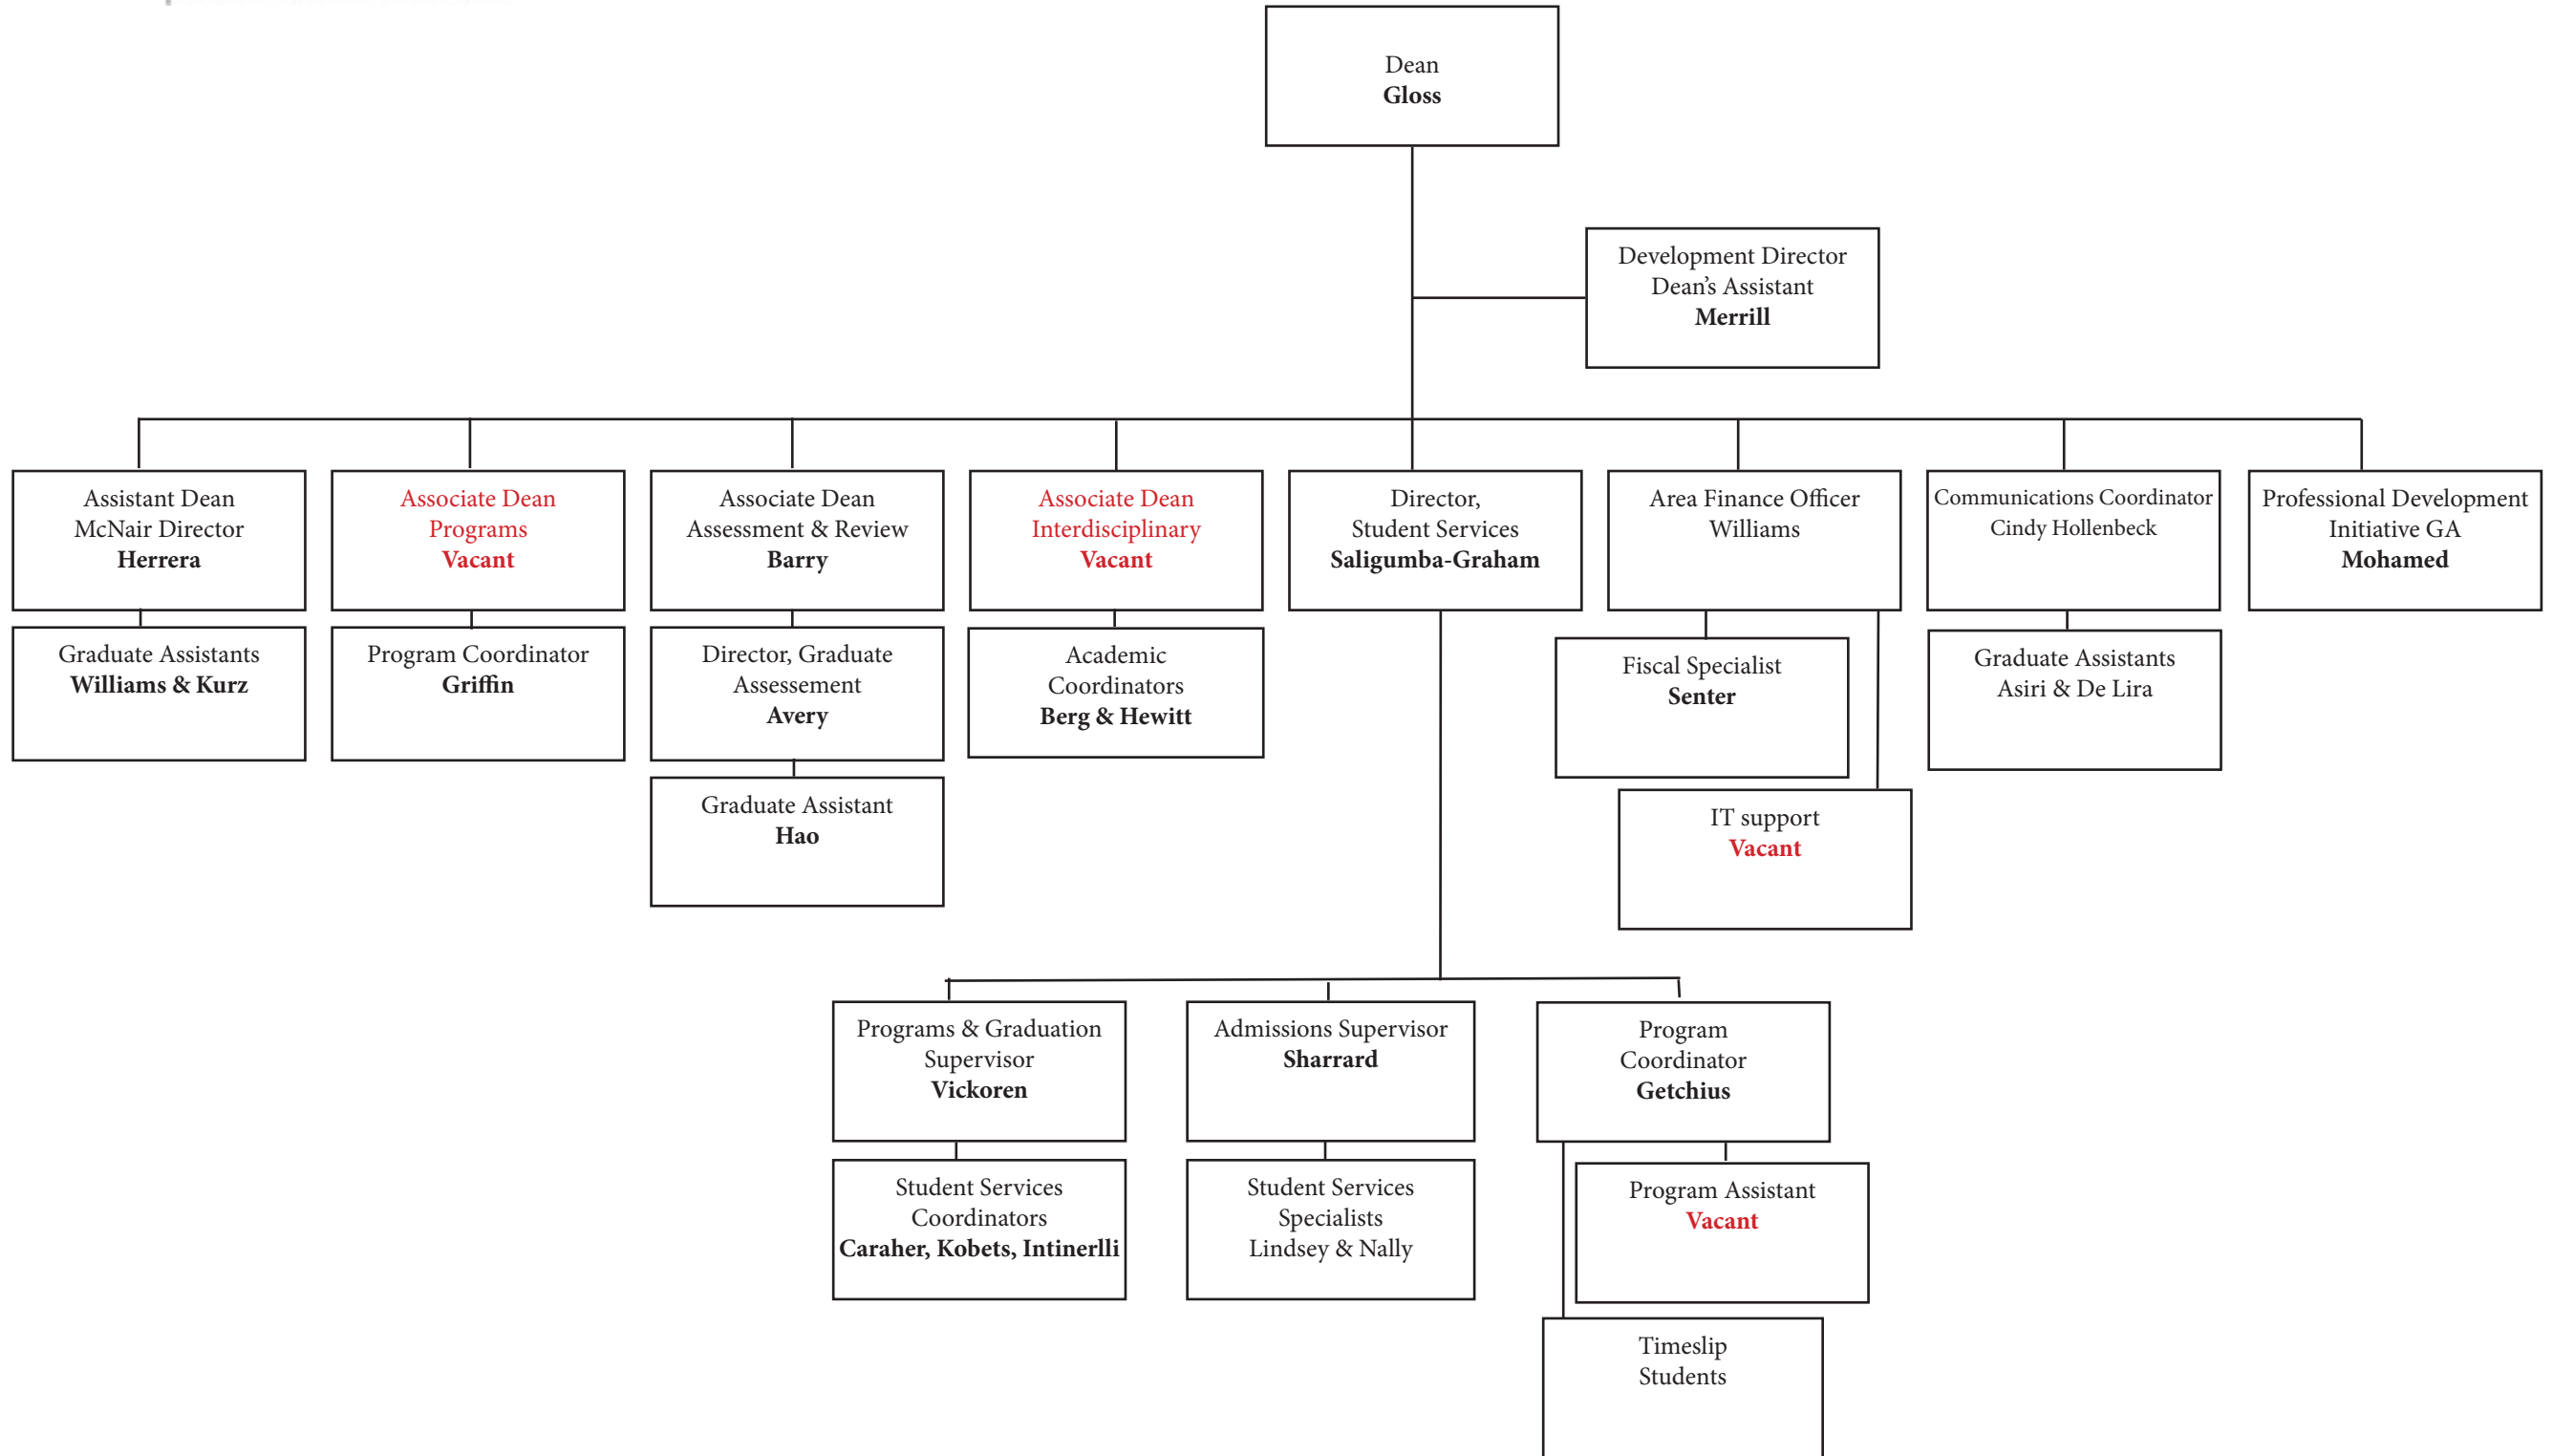 Dean
Gloss
Development Director
Dean’s Assistant
Merrill
Assistant Dean
McNair Director
Herrera
Associate Dean
Programs
Vacant
Associate Dean
Assessment & Review
Barry
Associate Dean
Interdisciplinary
Vacant
Director,
Student Services
Saligumba-Graham
Area Finance Officer
Williams
Communications Coordinator
Cindy Hollenbeck
Professional Development
Initiative GA
Mohamed
Graduate Assistants
Williams & Kurz
Program Coordinator
Griffin
Director, Graduate
Assessement
Avery
Academic
Coordinators
Berg & Hewitt
Fiscal Specialist
Senter
Graduate Assistants
Asiri & De Lira
Graduate Assistant
Hao
IT support
Vacant
Programs & Graduation
Supervisor
Vickoren
Admissions Supervisor
Sharrard
Program
Coordinator
Getchius
Student Services
Coordinators
Caraher, Kobets, Intinerlli
Student Services
Specialists
Lindsey & Nally
Program Assistant
Vacant
Timeslip
Students